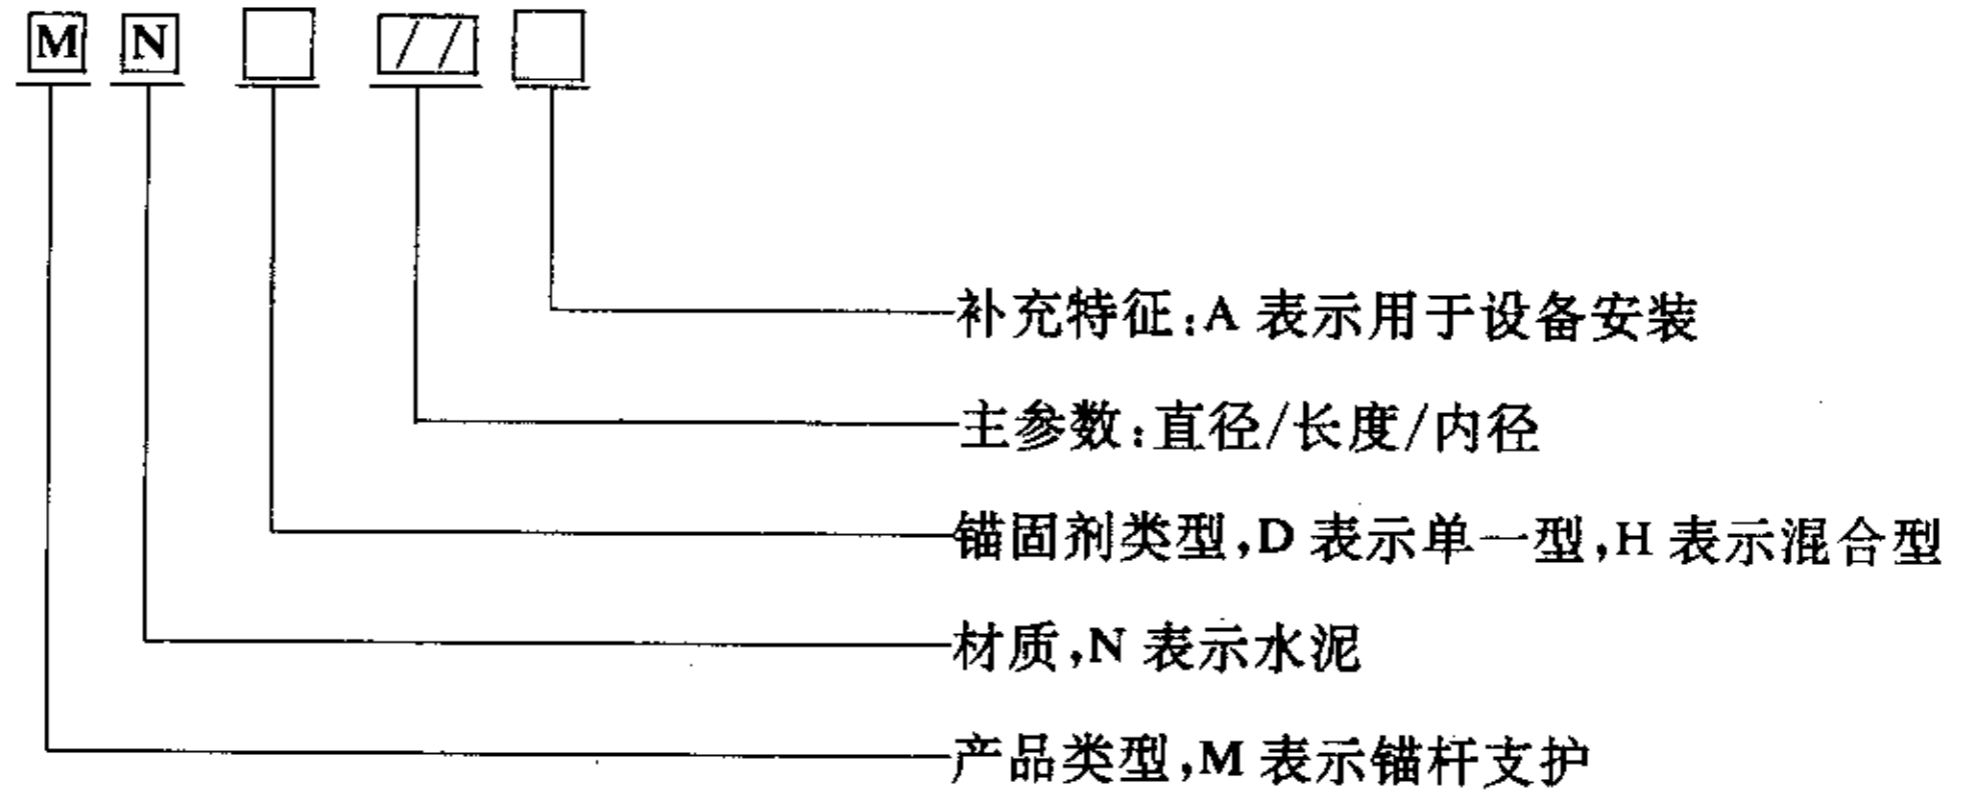 M N // 
补充特征:A 表示用于设备安装
主参数:直径/长度/内径
锚固剂类型,D 表示单一型,H 表示混合型
材质,N 表示水泥
产品类型,M 表示锚杆支护